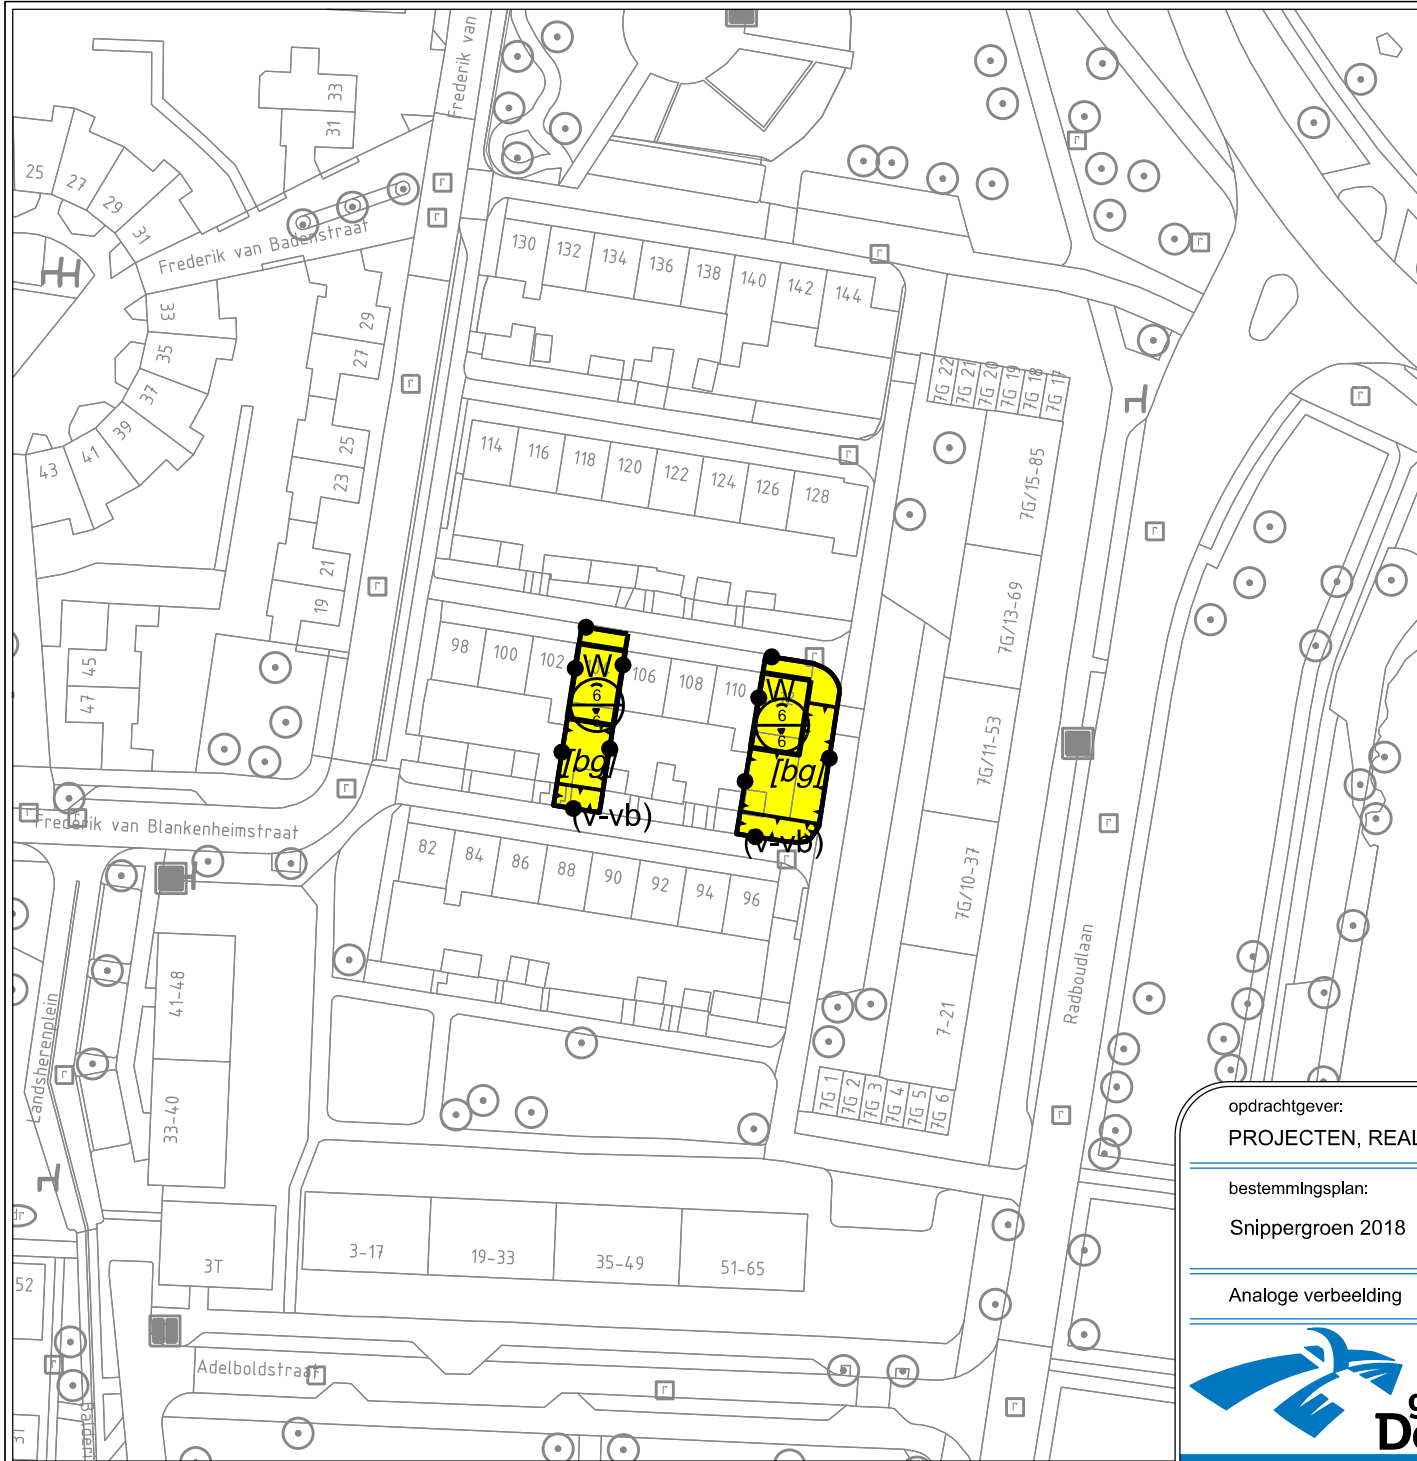 Frederik van
33
31
25
27
29
31
Frederik van Badenstraat
33
35
37
39
41
43
29
27
25
23
21
19
45
47
130
132
134
136
138
140
142
144
7G 22
7G 21
7G 20
7G 19
7G 18
7G 17
114
116
118
120
122
124
126
128
7G/15-85
7G/13-69
7G/11-53
7G/10-37
7-21
98
100
102
106
108
110
W
6
6
[bg]
(v-vb)
W
6
6
[bg]
(v-vb)
Frederik van Blankenheimstraat
82
84
86
88
90
92
94
96
Radboudlaan
Landsherenplein
41-48
33-40
7G 1
7G 2
7G 3
7G 4
7G 5
7G 6
3T
3-17
19-33
35-49
51-65
52
Adelboldstraat
31
opdrachtgever:
PROJECTEN, REAL
bestemmingsplan:
Snippergroen 2018
Analoge verbeelding